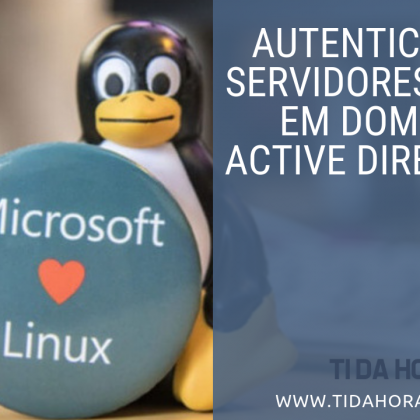 Microsoft
Linux
AUTENTIC
SERVIDORES
EM DOM
ACTIVE DIRE
TI DA HO
WWW.TIDAHORA